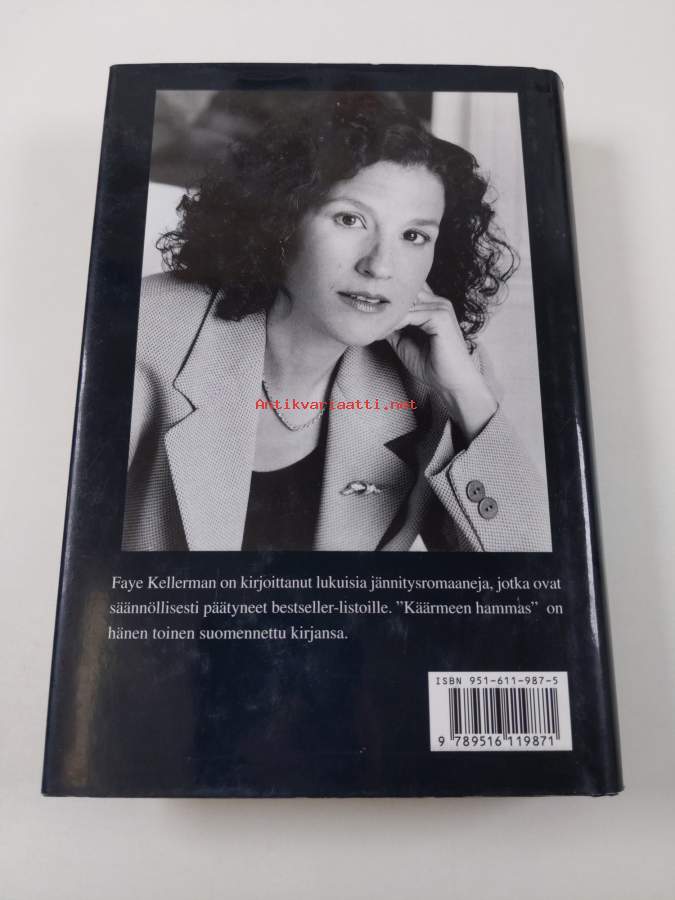 Antikvariaatti.net
Faye Kellerman on kirjoittanut lukuisia jännitysromaaneja, jotka ovat
säännöllisesti päätyneet bestseller-listoille. ”Käärmeen hammas” on
hänen toinen suomennettu kirjansa.
ISBN 951-611-987-5
9 789516 119871